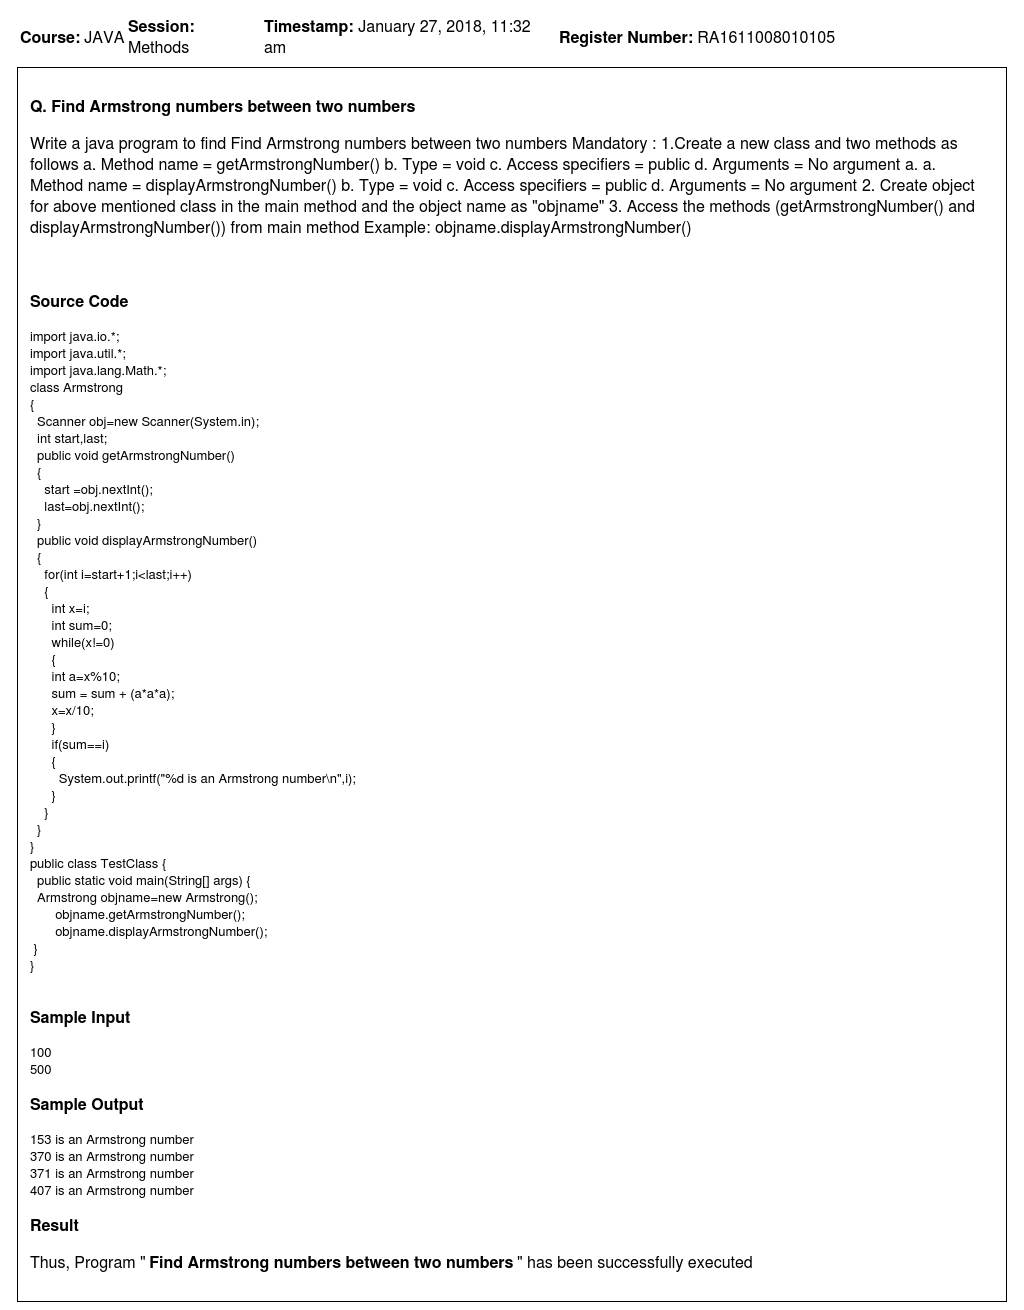 Course: JAVA Session: Methods Timestamp: January 27, 2018, 11:32 am Register Number: RA1611008010105
Q. Find Armstrong numbers between two numbers
Write a java program to find Find Armstrong numbers between two numbers Mandatory : 1.Create a new class and two methods as
follows a. Method name = getArmstrongNumber() b. Type = void c. Access specifiers = public d. Arguments = No argument a. a.
Method name = displayArmstrongNumber() b. Type = void c. Access specifiers = public d. Arguments = No argument 2. Create object
for above mentioned class in the main method and the object name as "objname" 3. Access the methods (getArmstrongNumber() and
displayArmstrongNumber()) from main method Example: objname.displayArmstrongNumber()
Source Code
import java.io.*;
import java.util.*;
import java.lang.Math.*;
class Armstrong
{
  Scanner obj=new Scanner(System.in);
  int start,last;
  public void getArmstrongNumber()
  {
    start =obj.nextInt();
    last=obj.nextInt();
  }
  public void displayArmstrongNumber()
  {
    for(int i=start+1;i<last;i++)
    {
      int x=i;
      int sum=0;
      while(x!=0)
      {
      int a=x%10;
      sum = sum + (a*a*a);
      x=x/10;
      }
      if(sum==i)
      {
        System.out.printf("%d is an Armstrong number\n",i);
      }
    }
  }
}
public class TestClass {
  public static void main(String[] args) {
  Armstrong objname=new Armstrong();
       objname.getArmstrongNumber();
       objname.displayArmstrongNumber();
 }
}
Sample Input
100
500
Sample Output
153 is an Armstrong number
370 is an Armstrong number
371 is an Armstrong number
407 is an Armstrong number
Result
Thus, Program " Find Armstrong numbers between two numbers " has been successfully executed